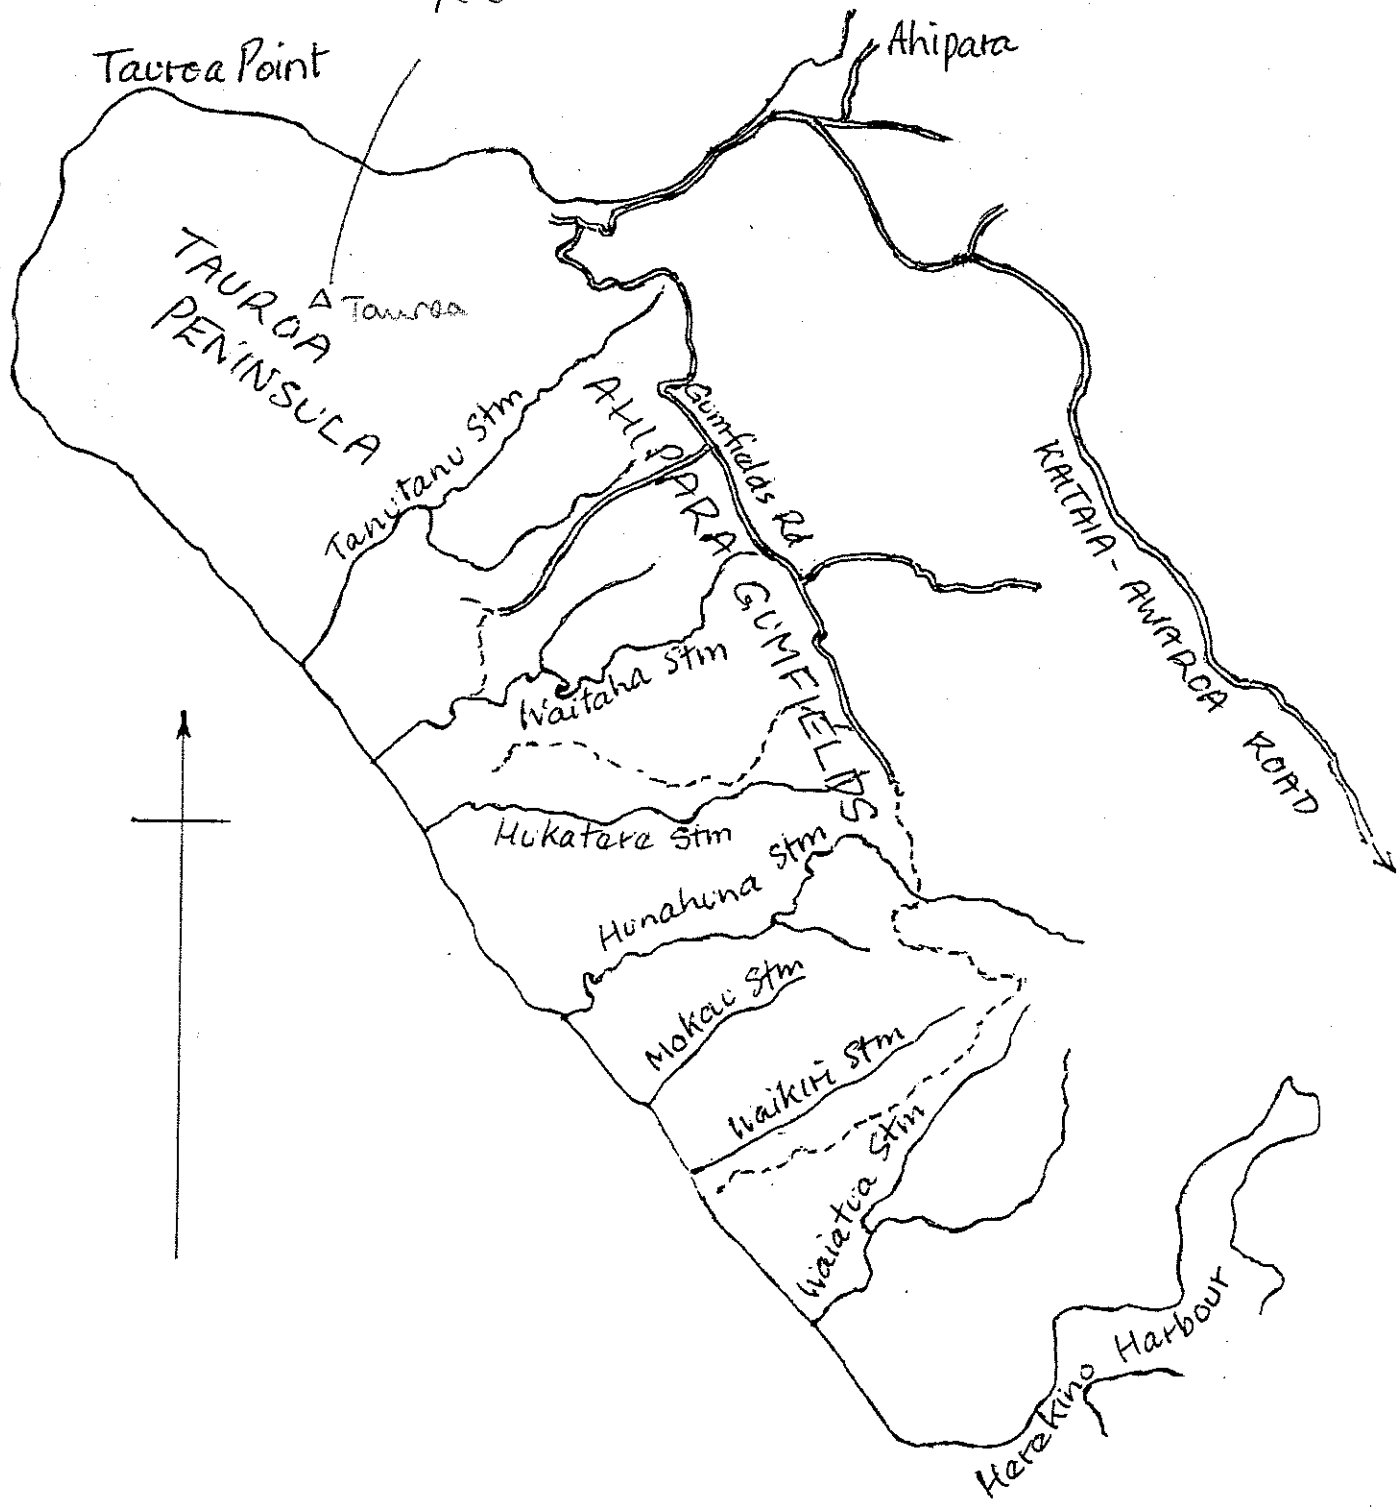 Ahipara
Tauroa Point
TAUROA
PENINSULA
Tauroa
Tanutanu Stm
AHIPARA
GUMFIELDS
Gumfields Rd
KAITAIA-AWAROA ROAD
Waitaha Stm
Hukatere Stm
Hunahuna Stm
Mokau Stm
Waikiri Stm
Waiatua Stm
Herekino Harbour